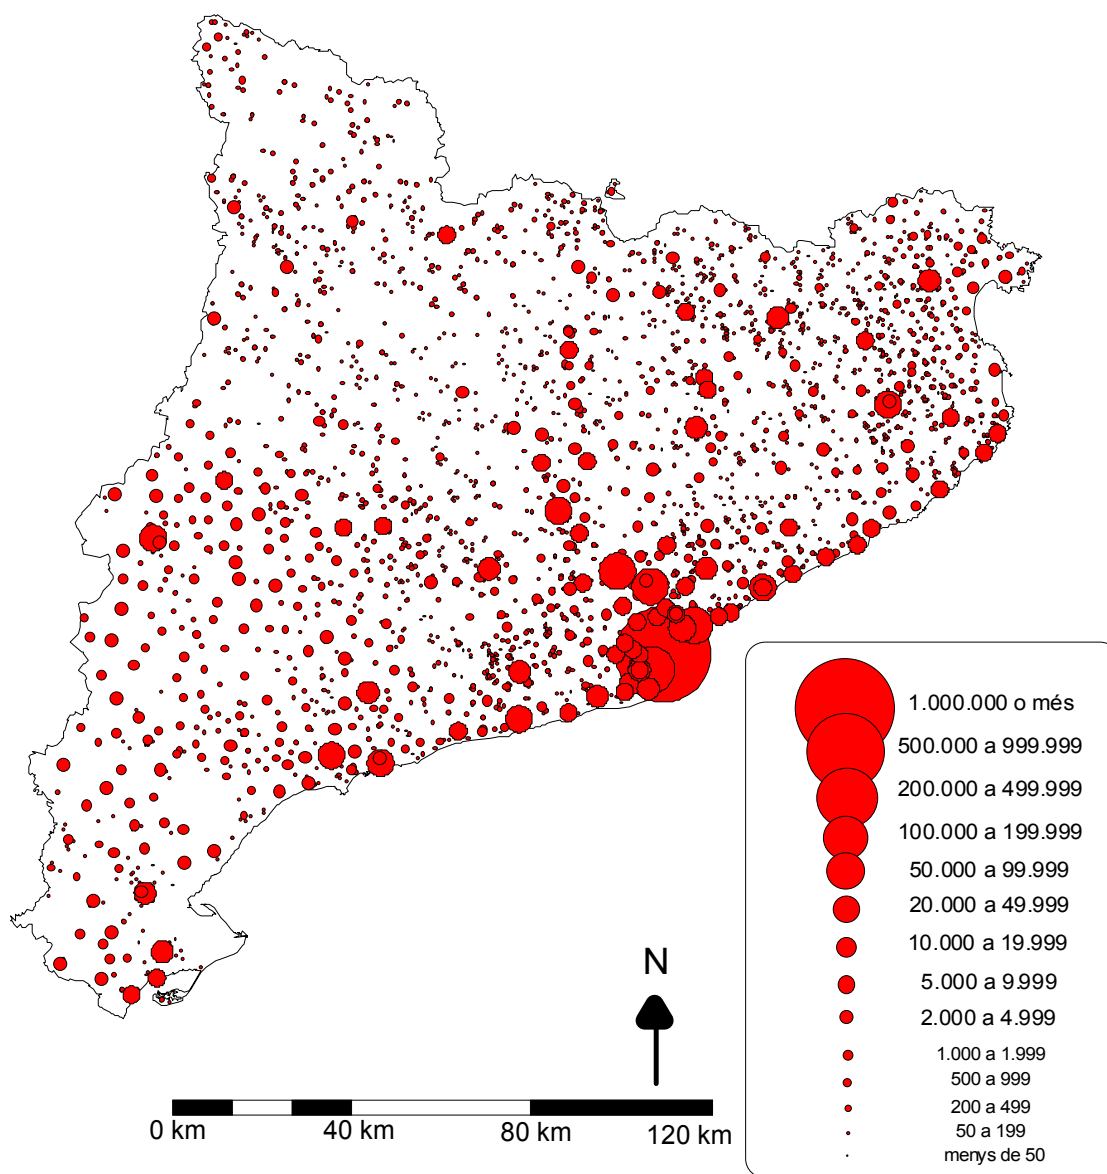 1.000.000 o més
500.000 a 999.999
200.000 a 499.999
100.000 a 199.999
50.000 a 99.999
20.000 a 49.999
10.000 a 19.999
5.000 a 9.999
2.000 a 4.999
1.000 a 1.999
500 a 999
200 a 499
50 a 199
menys de 50
N
0 km 40 km 80 km 120 km